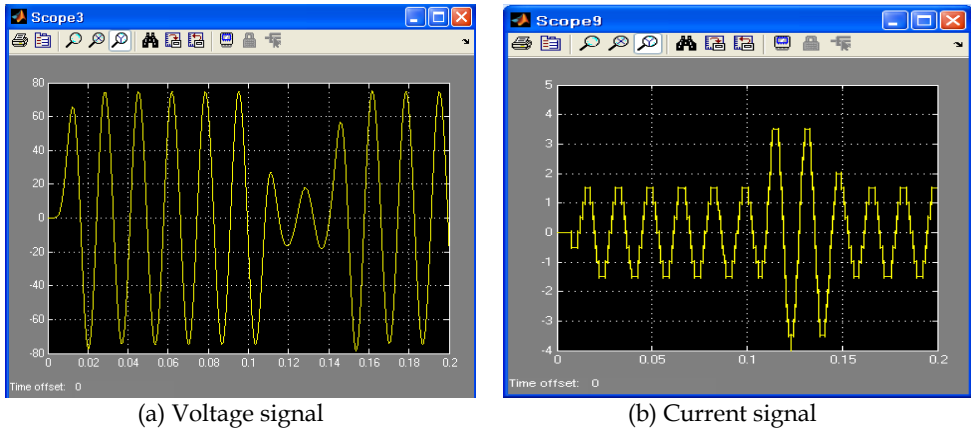 Scope3
80
60
40
20
0
-20
-40
-60
-80
0 0.02 0.04 0.06 0.08 0.1 0.12 0.14 0.16 0.18 0.2
Time offset: 0
(a) Voltage signal
Scope9
5
4
3
2
1
0
-1
-2
-3
-4
0 0.05 0.1 0.15 0.2
Time offset: 0
(b) Current signal